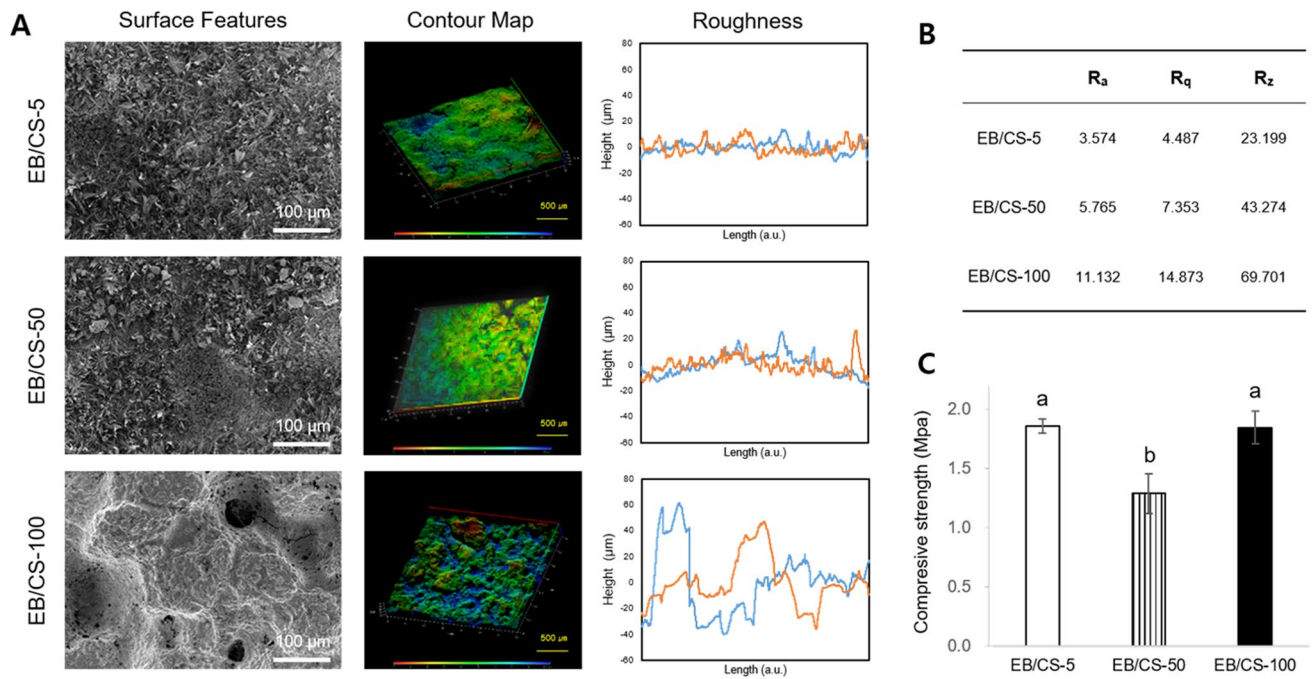 A
Surface Features
Contour Map
Roughness
EB/CS-5
100 μm
500 μm
Height (μm)
80
60
40
20
0
-20
-40
-60
Length (a.u.)
EB/CS-50
100 μm
500 μm
Height (μm)
80
60
40
20
0
-20
-40
-60
Length (a.u.)
EB/CS-100
100 μm
500 μm
Height (μm)
80
60
40
20
0
-20
-40
-60
Length (a.u.)
B
Ra Rq Rz
EB/CS-5 3.574 4.487 23.199
EB/CS-50 5.765 7.353 43.274
EB/CS-100 11.132 14.873 69.701
C
Compresive strength (Mpa)
2.0
1.5
1.0
0.5
0.0
a
b
a
EB/CS-5 EB/CS-50 EB/CS-100